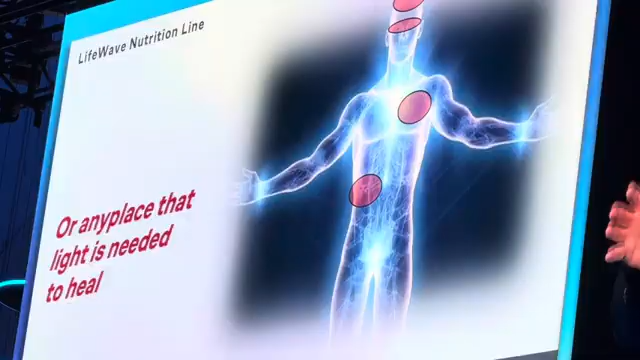 LifeWave Nutrition Line
Or anyplace that
light is needed
to heal